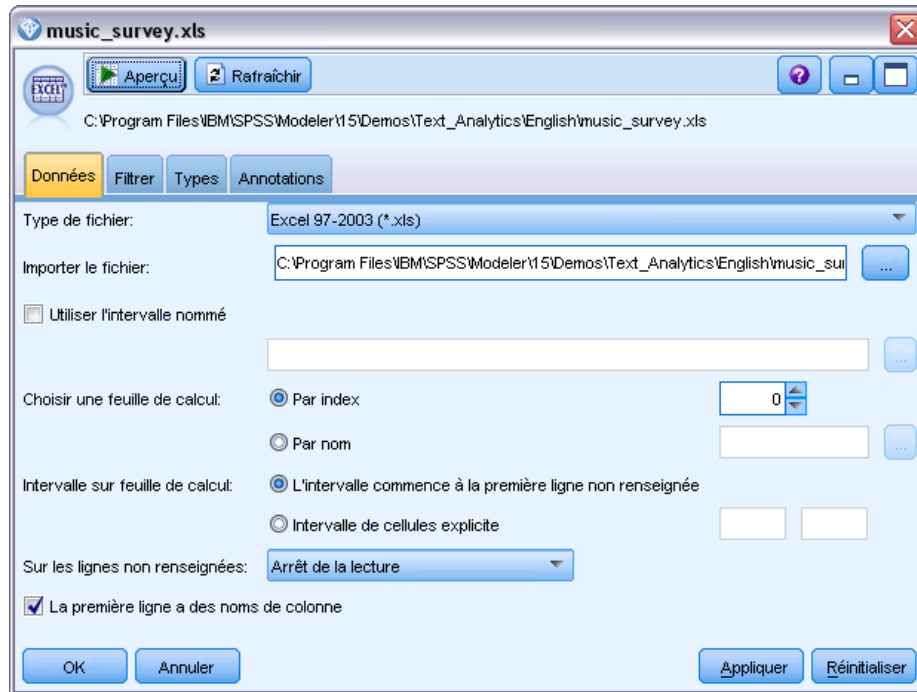 music_survey.xls
EXCEL
Aperçu Rafraîchir ?
C:\Program Files\IBM\SPSS\Modeler\15\Demos\Text_Analytics\English\music_survey.xls
Données Filtrer Types Annotations
Type de fichier: Excel 97-2003 (*.xls)
Importer le fichier: C:\Program Files\IBM\SPSS\Modeler\15\Demos\Text_Analytics\English\music_sur ...
Utiliser l'intervalle nommé
...
Choisir une feuille de calcul: Par index 0
Par nom ...
Intervalle sur feuille de calcul: L'intervalle commence à la première ligne non renseignée
Intervalle de cellules explicite
Sur les lignes non renseignées: Arrêt de la lecture
La première ligne a des noms de colonne
OK Annuler Appliquer Réinitialiser